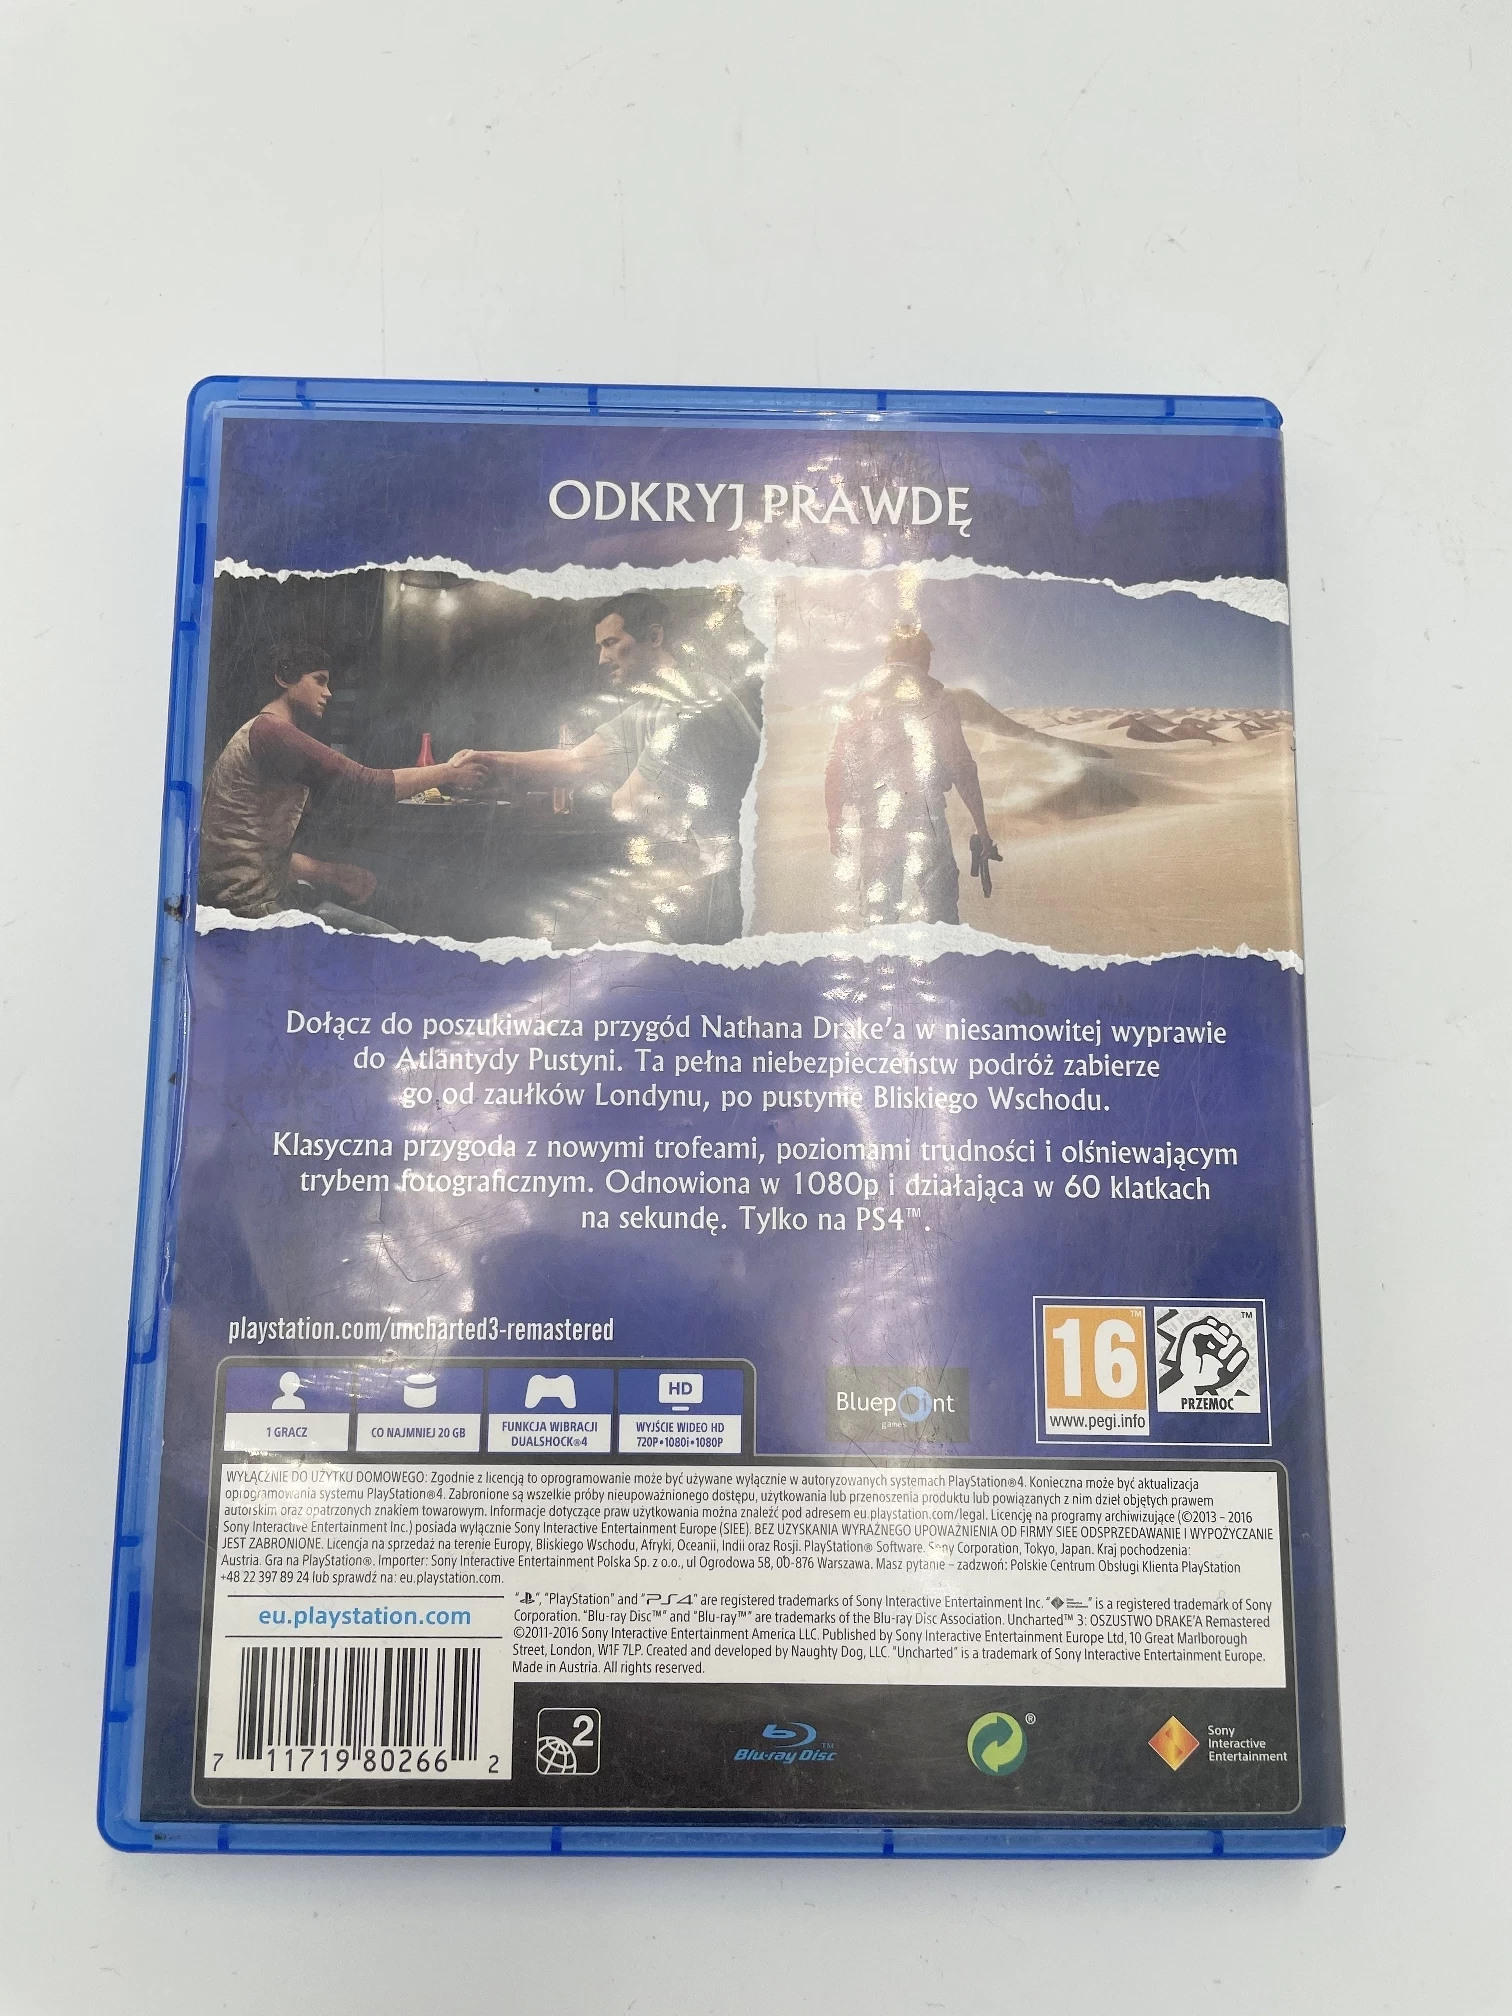 ODKRYJ PRAWDĘ
Dołącz do poszukiwacza przygód Nathana Drake'a w niesamowitej wyprawie
do Atlantydy Pustyni. Ta pełna niebezpieczeństw podróż zabierze
go od zaułków Londynu, po pustynie Bliskiego Wschodu.
Klasyczna przygoda z nowymi trofeami, poziomami trudności i olśniewającym
trybem fotograficznym. Odnowiona w 1080p i działająca w 60 klatkach
na sekundę. Tylko na PS4™.
playstation.com/uncharted3-remastered
HD
1 GRACZ
CO NAJMNIEJ 20 GB
FUNKCJA WIBRACJI
DUALSHOCK®4
WYJŚCIE WIDEO HD
720P•1080i•1080P
Bluepoint
games
16
www.pegi.info
PRZEMOC
WYŁĄCZNIE DO UŻYTKU DOMOWEGO: Zgodnie z licencją to oprogramowanie może być używane wyłącznie w autoryzowanych systemach PlayStation®4. Konieczna może być aktualizacja
oprogramowania systemu PlayStation®4. Zabronione są wszelkie próby nieupoważnionego dostępu, użytkowania lub przenoszenia produktu lub powiązanych z nim dzieł objętych prawem
autorskim oraz opatrzonych znakiem towarowym. Informacje dotyczące praw użytkowania można znaleźć pod adresem eu.playstation.com/legal. Licencję na programy archiwizujące (©2013 - 2016
Sony Interactive Entertainment Inc.) posiada wyłącznie Sony Interactive Entertainment Europe (SIEE). BEZ UZYSKANIA WYRAŹNEGO UPOWAŻNIENIA OD FIRMY SIEE ODSPRZEDAWANIE I WYPOŻYCZANIE
JEST ZABRONIONE. Licencja na sprzedaż na terenie Europy, Bliskiego Wschodu, Afryki, Oceanii, Indii oraz Rosji. PlayStation® Software. Sony Corporation, Tokyo, Japan. Kraj pochodzenia:
Austria. Gra na PlayStation®. Importer: Sony Interactive Entertainment Polska Sp. z o.o., ul Ogrodowa 58, 00-876 Warszawa. Masz pytanie – zadzwoń: Polskie Centrum Obsługi Klienta PlayStation
+48 22 397 89 24 lub sprawdź na: eu.playstation.com.
eu.playstation.com
" ", "PlayStation" and "PS4" are registered trademarks of Sony Interactive Entertainment Inc. " " is a registered trademark of Sony
Corporation. "Blu-ray Disc™" and "Blu-ray™" are trademarks of the Blu-ray Disc Association. Uncharted™ 3: OSZUSTWO DRAKE'A Remastered
©2011-2016 Sony Interactive Entertainment America LLC. Published by Sony Interactive Entertainment Europe Ltd, 10 Great Marlborough
Street, London, W1F 7LP. Created and developed by Naughty Dog, LLC. "Uncharted" is a trademark of Sony Interactive Entertainment Europe.
Made in Austria. All rights reserved.
7 11719 80266 2
2
Blu-ray Disc™
®
Sony
Interactive
Entertainment